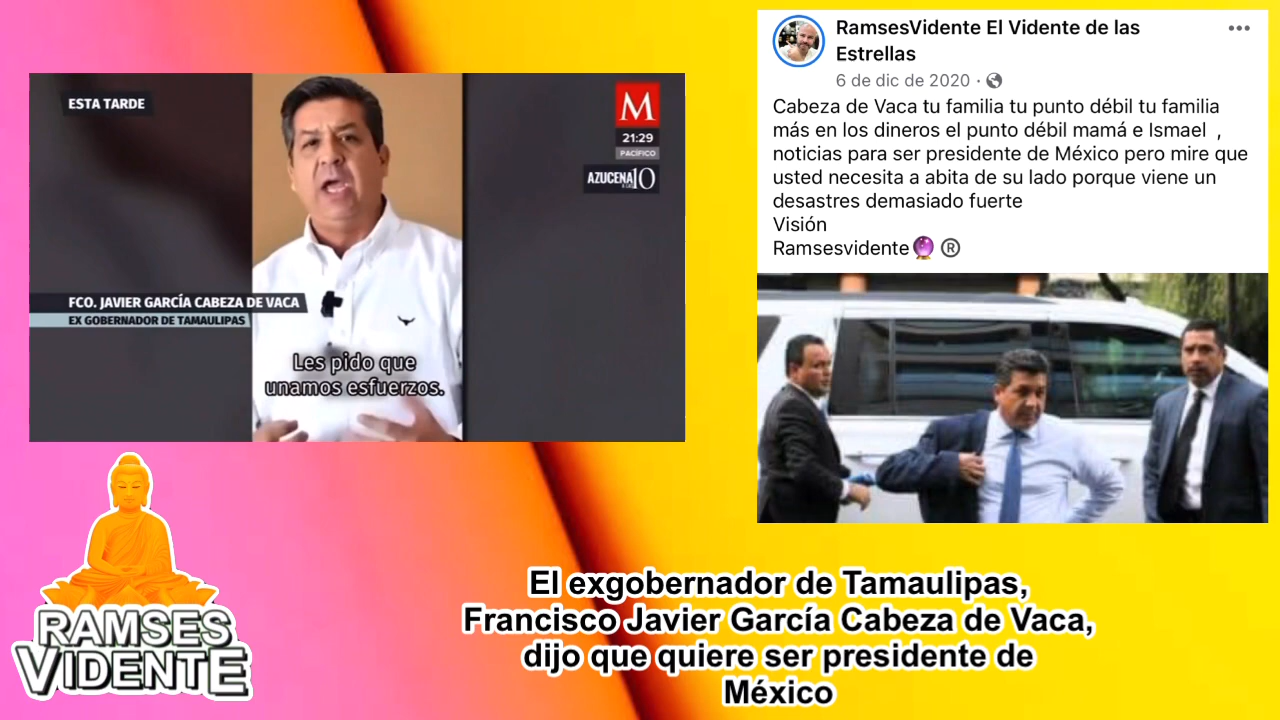 ESTA TARDE
M
21:29
PACÍFICO
AZUCENA 10
FCO. JAVIER GARCÍA CABEZA DE VACA
EX GOBERNADOR DE TAMAULIPAS
Les pido que
unamos esfuerzos.
RamsesVidente El Vidente de las
Estrellas
6 de dic de 2020
Cabeza de Vaca tu familia tu punto débil tu familia
más en los dineros el punto débil mamá e Ismael ,
noticias para ser presidente de México pero mire que
usted necesita a abita de su lado porque viene un
desastres demasiado fuerte
Visión
Ramsesvidente🔮®
RAMSES
VIDENTE
El exgobernador de Tamaulipas,
Francisco Javier García Cabeza de Vaca,
dijo que quiere ser presidente de
México